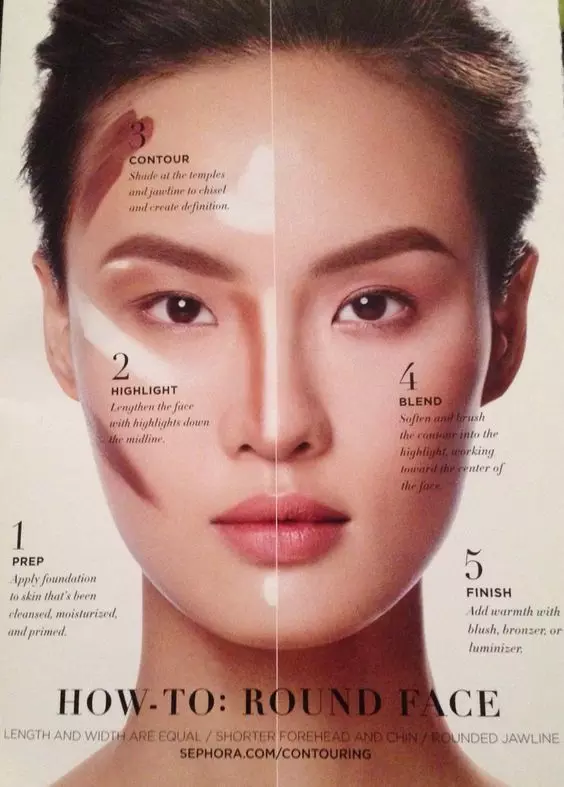 3
CONTOUR
Shade at the temples
and jawline to chisel
and create definition.
2
HIGHLIGHT
Lengthen the face
with highlights down
the midline.
4
BLEND
Soften and brush
the contour into the
highlight, working
toward the center of
the face.
1
PREP
Apply foundation
to skin that's been
cleansed, moisturized,
and primed.
5
FINISH
Add warmth with
blush, bronzer, or
luminizer.
HOW-TO: ROUND FACE
LENGTH AND WIDTH ARE EQUAL / SHORTER FOREHEAD AND CHIN / ROUNDED JAWLINE
SEPHORA.COM/CONTOURING